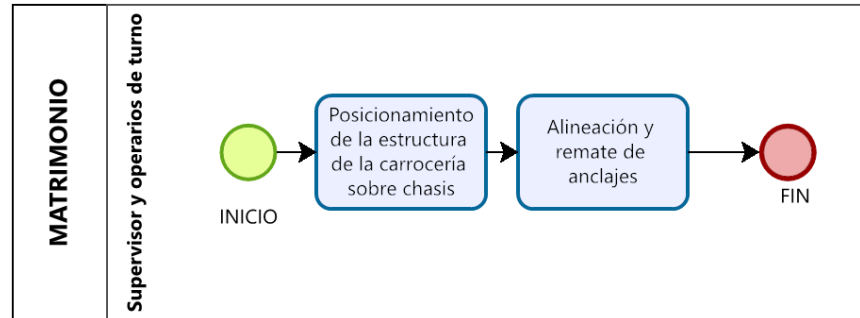 MATRIMONIO
Supervisor y operarios de turno
INICIO
Posicionamiento
de la estructura
de la carrocería
sobre chasis
Alineación y
remate de
anclajes
FIN